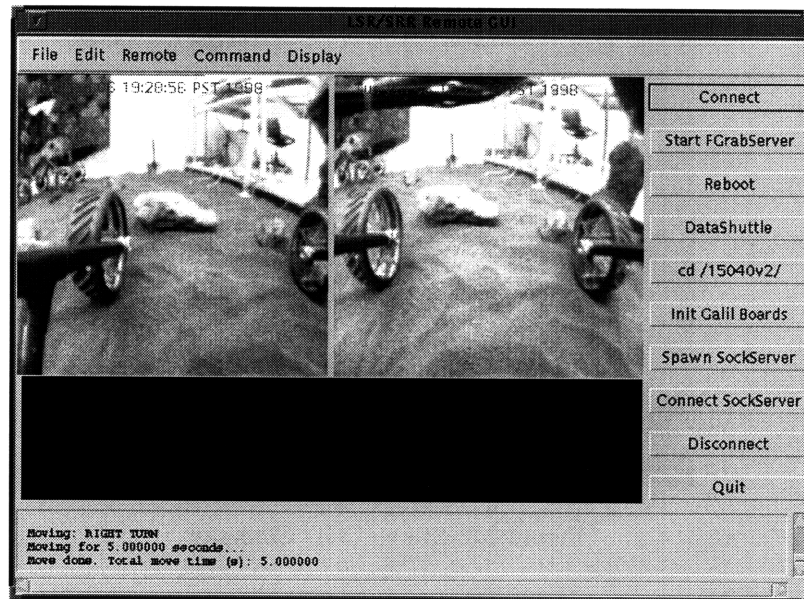 LSR/SRR Remote GUI
File Edit Remote Command Display
19:28:56 PST 1998
PST 1998
Connect
Start FGrabServer
Reboot
DataShuttle
cd /15040v2/
Init Galil Boards
Spawn SockServer
Connect SockServer
Disconnect
Quit
Moving: RIGHT TURN
Moving for 5.000000 seconds...
Move done. Total move time (s): 5.000000